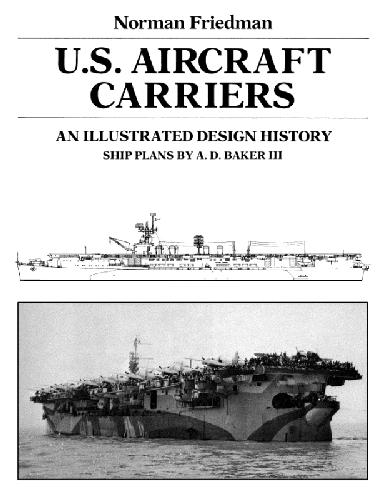 Norman Friedman
U.S. AIRCRAFT
CARRIERS
AN ILLUSTRATED DESIGN HISTORY
SHIP PLANS BY A. D. BAKER III